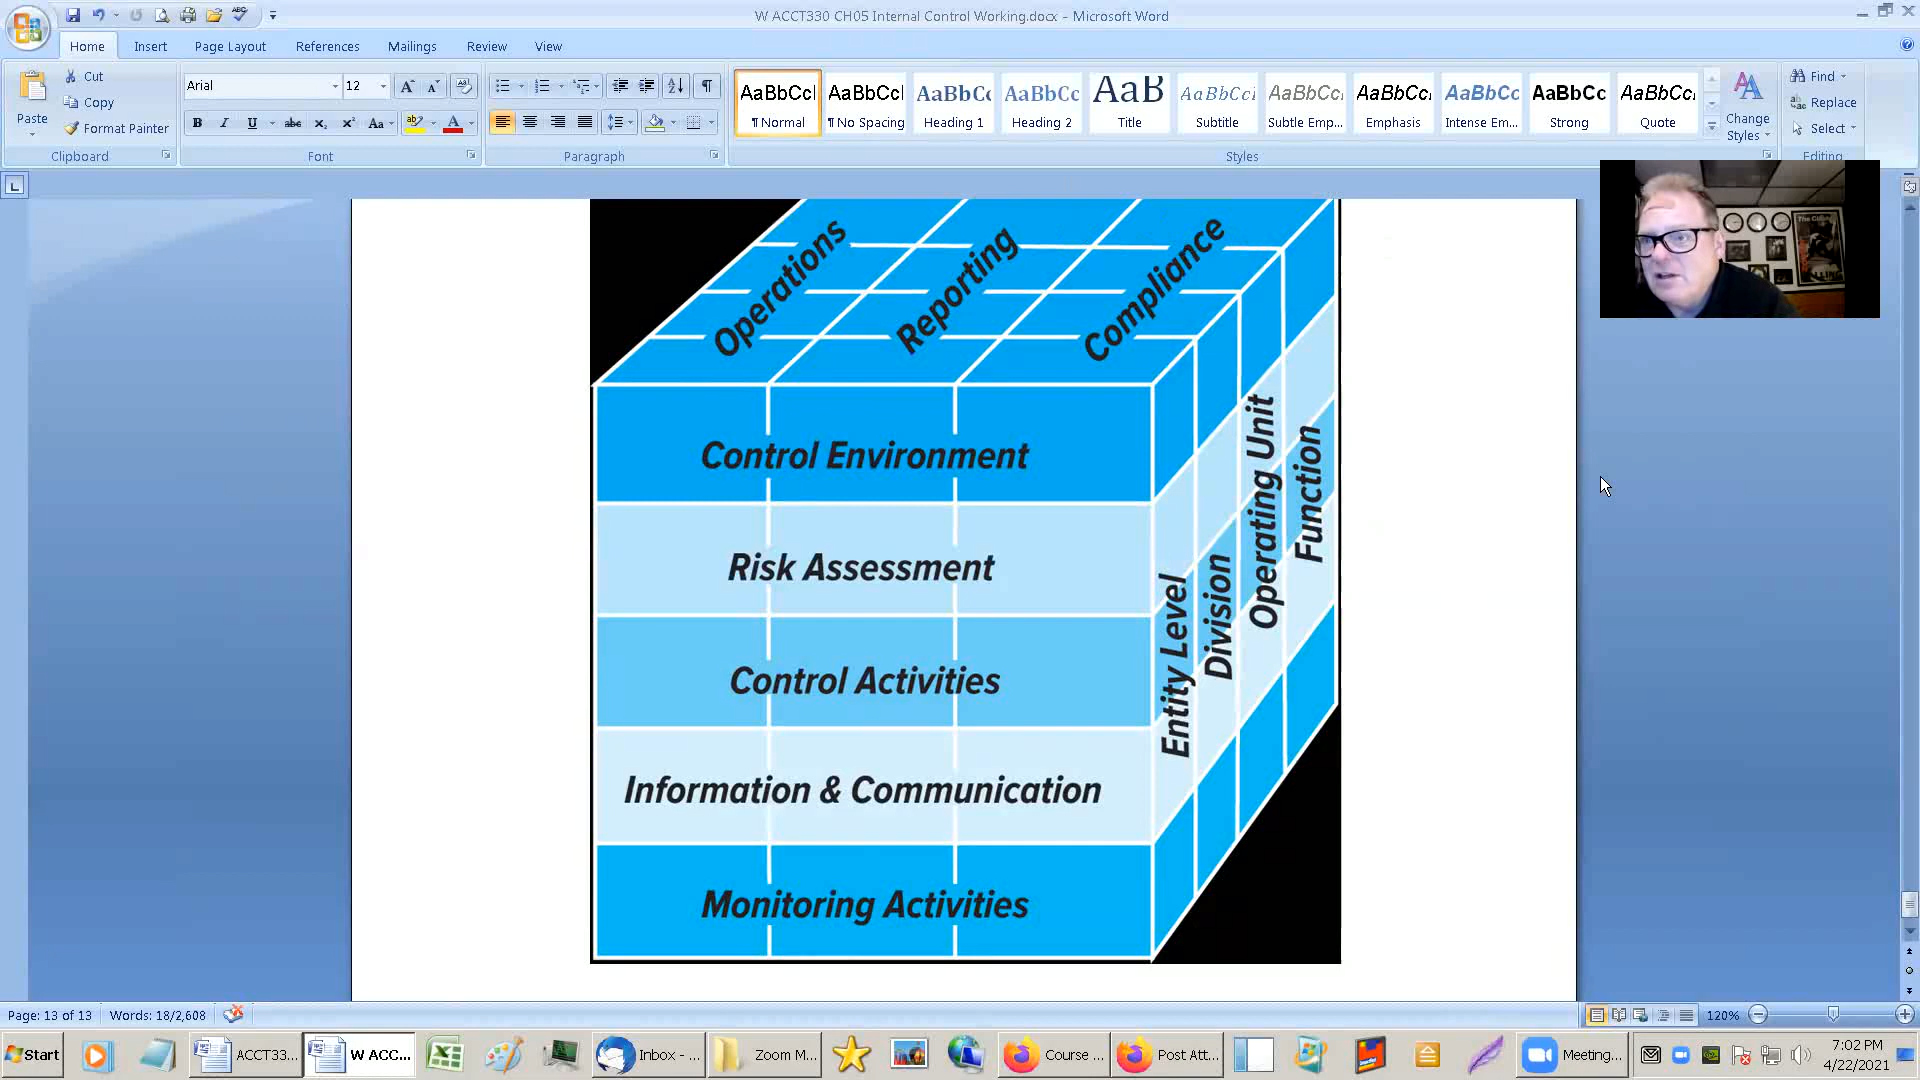 W ACCT330 CH05 Internal Control Working.docx - Microsoft Word
Home Insert Page Layout References Mailings Review View
Paste
Cut
Copy
Format Painter
Clipboard
Arial 12
Font
Paragraph
AaBbCcI AaBbCcI AaBbCc AaBbCc AaB AaBbCcI AaBbCcI AaBbCcI AaBbCc AaBbCc AaBbCcI
¶ Normal ¶ No Spacing Heading 1 Heading 2 Title Subtitle Subtle Emp... Emphasis Intense Em... Strong Quote
Styles
Change
Styles
Find
Replace
Select
Editing
Operations
Reporting
Compliance
Control Environment
Risk Assessment
Control Activities
Information & Communication
Monitoring Activities
Entity Level
Division
Operating Unit
Function
Page: 13 of 13 Words: 18/2,608 120%
Start ACCT33... W ACC... Inbox - ... Zoom M... Course ... Post Att... Meeting...
7:02 PM
4/22/2021